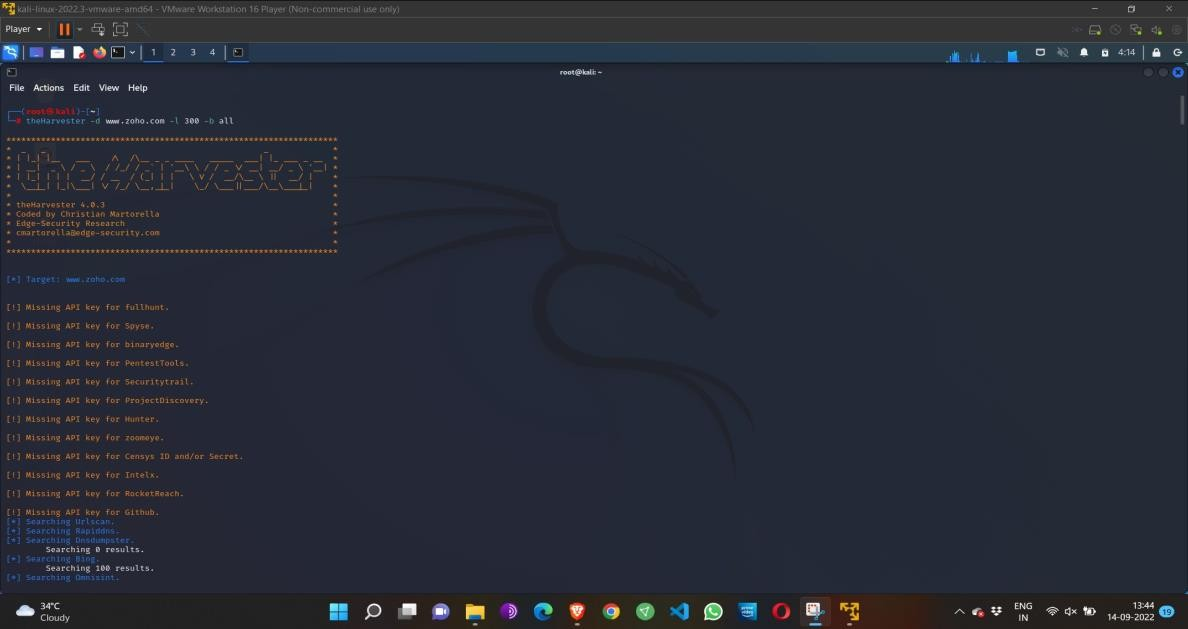 kali-linux-2022.3-vmware-amd64 - VMware Workstation 16 Player (Non-commercial use only)
Player
1 2 3 4
4:14
root@kali: ~
File Actions Edit View Help
(root@kali)-[~]
# theHarvester -d www.zoho.com -l 300 -b all
theHarvester
* theHarvester 4.0.3 *
* Coded by Christian Martorella *
* Edge-Security Research *
* cmartorella@edge-security.com *
[*] Target: www.zoho.com
[!] Missing API key for fullhunt.
[!] Missing API key for Spyse.
[!] Missing API key for binaryedge.
[!] Missing API key for PentestTools.
[!] Missing API key for Securitytrail.
[!] Missing API key for ProjectDiscovery.
[!] Missing API key for Hunter.
[!] Missing API key for zoomeye.
[!] Missing API key for Censys ID and/or Secret.
[!] Missing API key for Intelx.
[!] Missing API key for RocketReach.
[!] Missing API key for Github.
[*] Searching Urlscan.
[*] Searching Rapiddns.
[*] Searching Dnsdumpster.
Searching 0 results.
[*] Searching Bing.
Searching 100 results.
[*] Searching Omnisint.
34°C
Cloudy
ENG
IN
13:44
14-09-2022
19